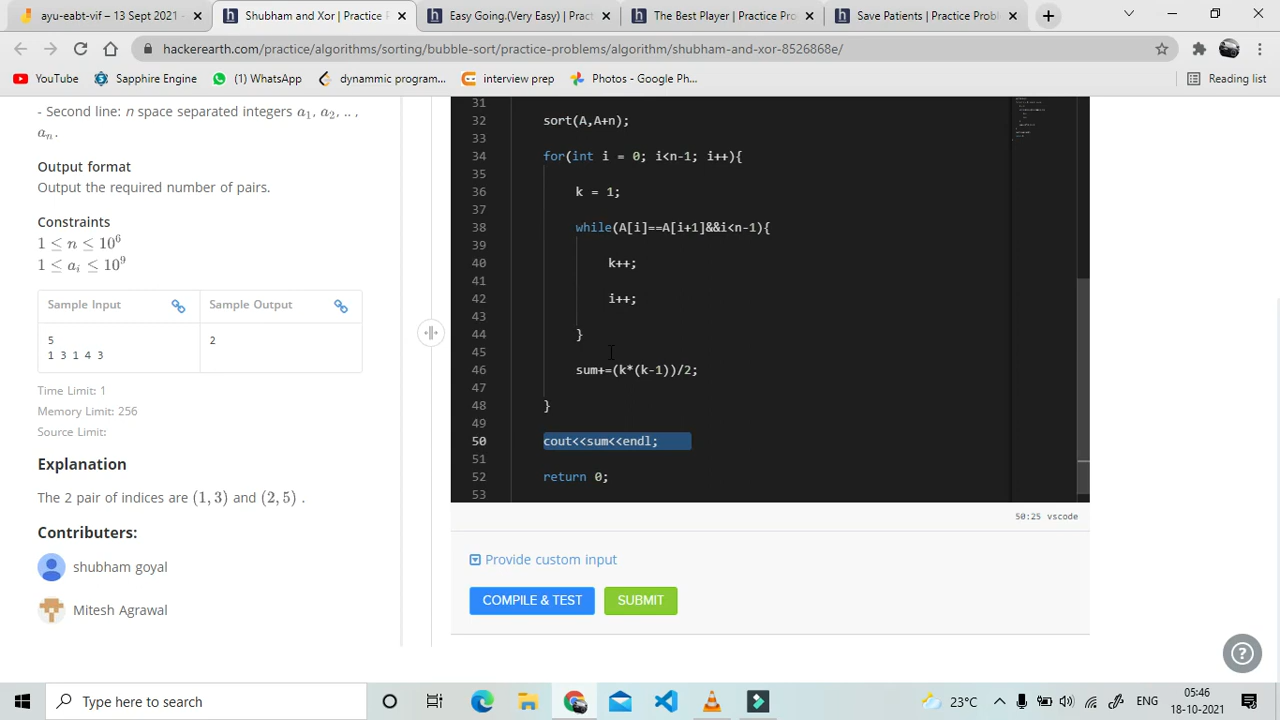 ayu-october-2021 | 
Shubham and Xor | P
Easy Going.(Very easy) | Pr
Best Player | Practice Pro
Save Patients | Practice Prob
hackerearth.com/practice/algorithms/sorting/bubble-sort/practice-problems/algorithm/shubham-and-xor-8526868e/
YouTube
Sapphire Engine
(1) WhatsApp
dynammic program...
interview prep
Photos - Google Ph...
Reading list
- Second line: n space separated integers a1, a2, . . ,
an.
Output format
Output the required number of pairs.
Constraints
1 ≤ n ≤ 10^6
1 ≤ ai ≤ 10^9
Sample Input
Sample Output
5
1 3 1 4 3
2
Time Limit: 1
Memory Limit: 256
Source Limit:
Explanation
The 2 pair of indices are (1, 3) and (2, 5) .
Contributers:
shubham goyal
Mitesh Agrawal
31
32 sort(A,A+n);
33
34 for(int i = 0; i<n-1; i++){
35
36 k = 1;
37
38 while(A[i]==A[i+1]&&i<n-1){
39
40 k++;
41
42 i++;
43
44 }
45
46 sum+=(k*(k-1))/2;
47
48 }
49
50 cout<<sum<<endl;
51
52 return 0;
53
50:25 vscode
Provide custom input
COMPILE & TEST
SUBMIT
Type here to search
23°C
ENG
05:46
18-10-2021